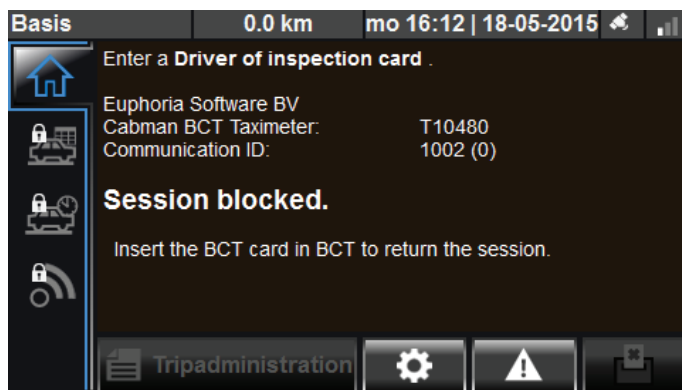 Basis 0.0 km mo 16:12 | 18-05-2015
Enter a Driver of inspection card .
Euphoria Software BV
Cabman BCT Taximeter: T10480
Communication ID: 1002 (0)
Session blocked.
Insert the BCT card in BCT to return the session.
Tripadministration